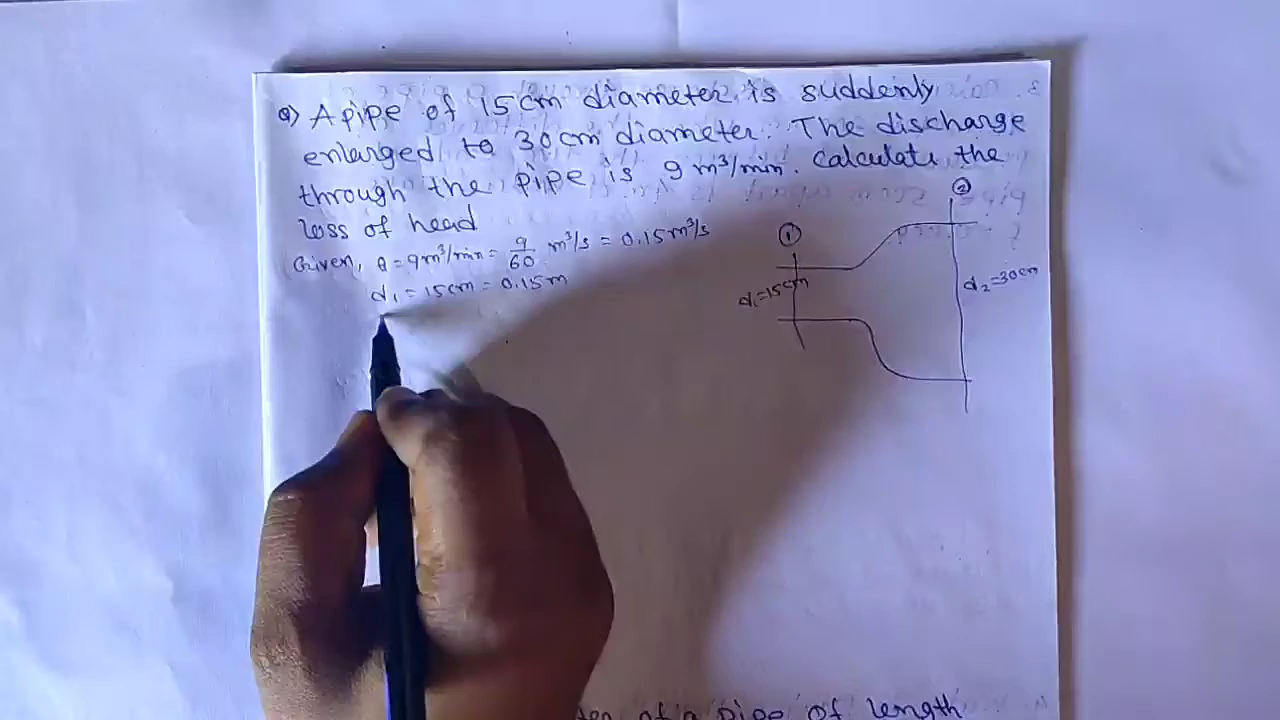 Q) A pipe of 15cm diameter is suddenly
enlarged to 30cm diameter. The discharge
through the pipe is 9 m³/min. calculate the
loss of head
Given, Q = 9m³/min = 9/60 m³/s = 0.15m³/s
d₁ = 15cm = 0.15m
①
②
d₁=15cm
d₂=30cm
of a pipe of length